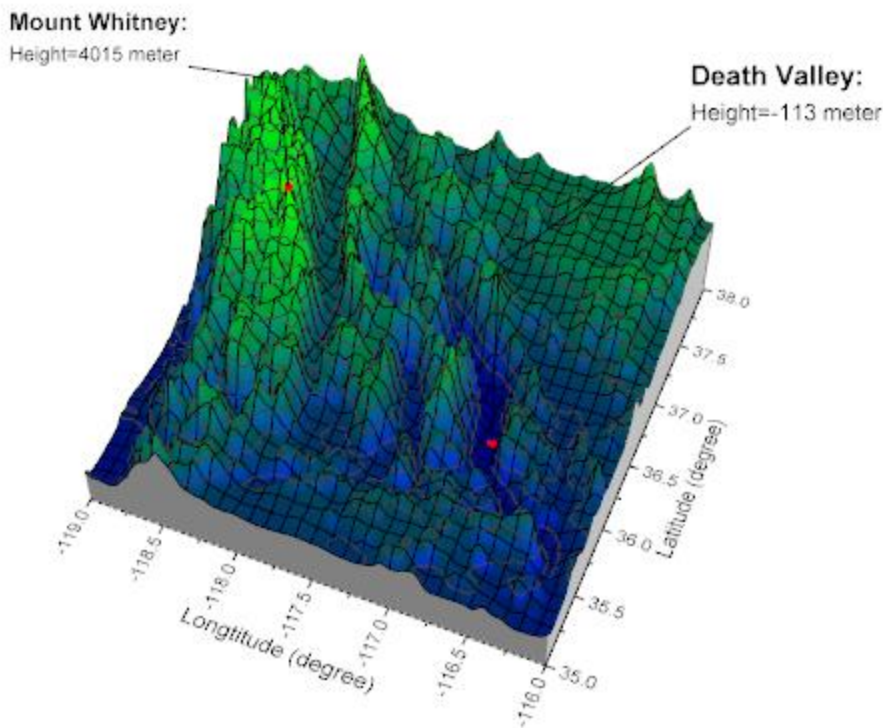 Mount Whitney:
Height=4015 meter
Death Valley:
Height=-113 meter
38.0
37.5
37.0
36.5
36.0
35.5
35.0
Latitude (degree)
-119.0
-118.5
-118.0
-117.5
-117.0
-116.5
-116.0
Longtitude (degree)